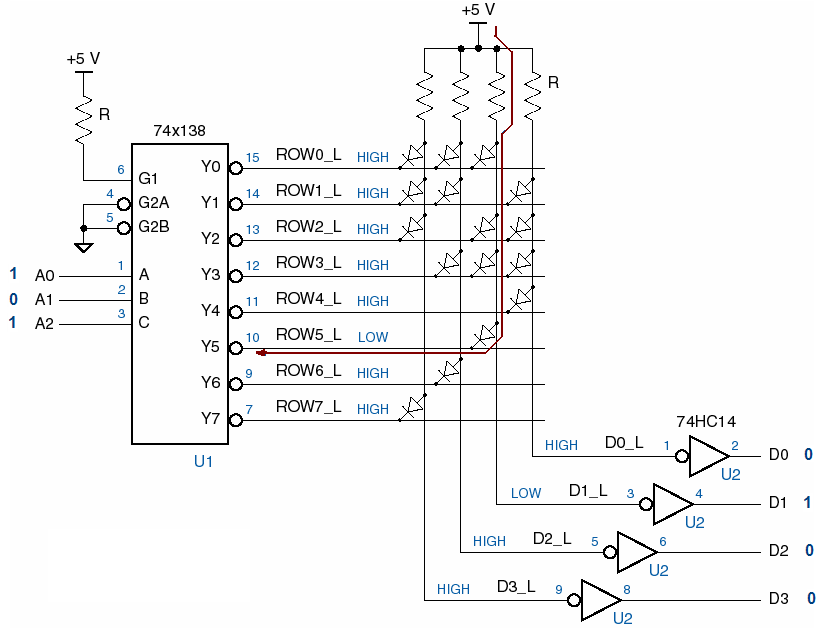 +5 V
+5 V
R
R
74x138
6 G1
4 G2A
5 G2B
1 A0 1 A
0 A1 2 B
1 A2 3 C
Y0 15 ROW0_L HIGH
Y1 14 ROW1_L HIGH
Y2 13 ROW2_L HIGH
Y3 12 ROW3_L HIGH
Y4 11 ROW4_L HIGH
Y5 10 ROW5_L LOW
Y6 9 ROW6_L HIGH
Y7 7 ROW7_L HIGH
U1
74HC14
HIGH D0_L 1 2 D0 0
U2
LOW D1_L 3 4 D1 1
U2
HIGH D2_L 5 6 D2 0
U2
HIGH D3_L 9 8 D3 0
U2